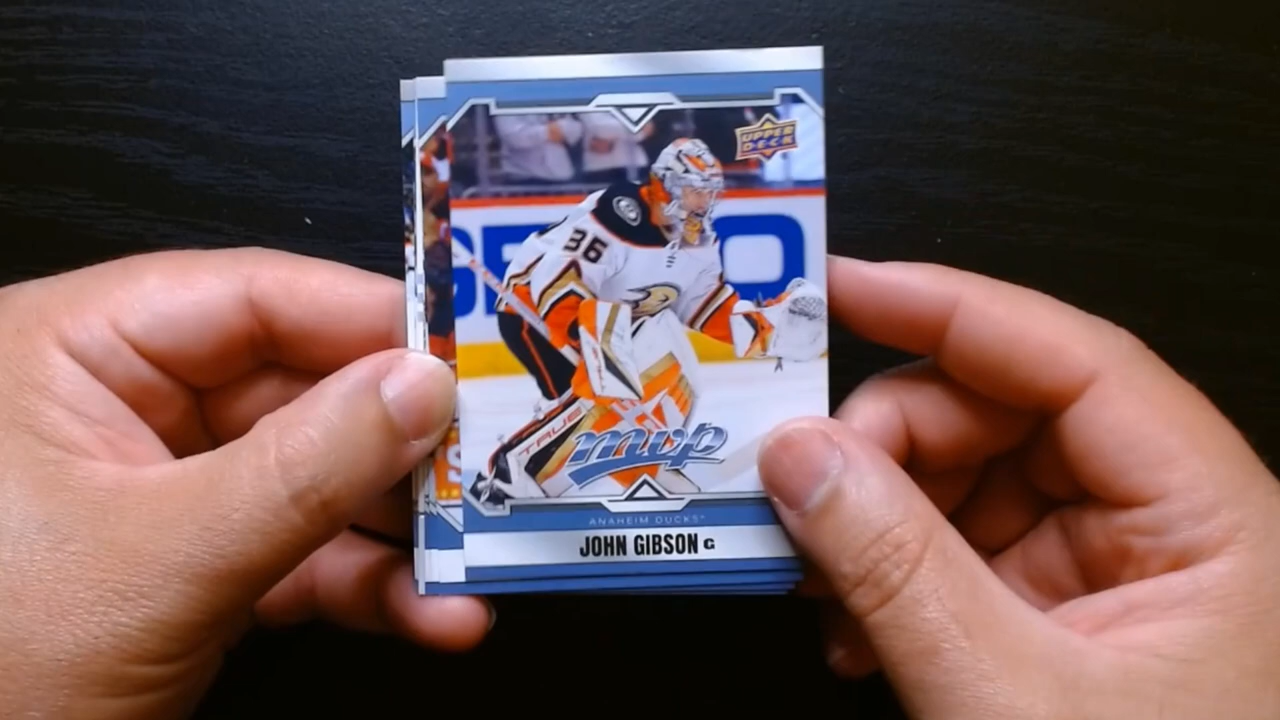 UPPER
DECK
36
TRUE
mvp
ANAHEIM DUCKS
JOHN GIBSON G